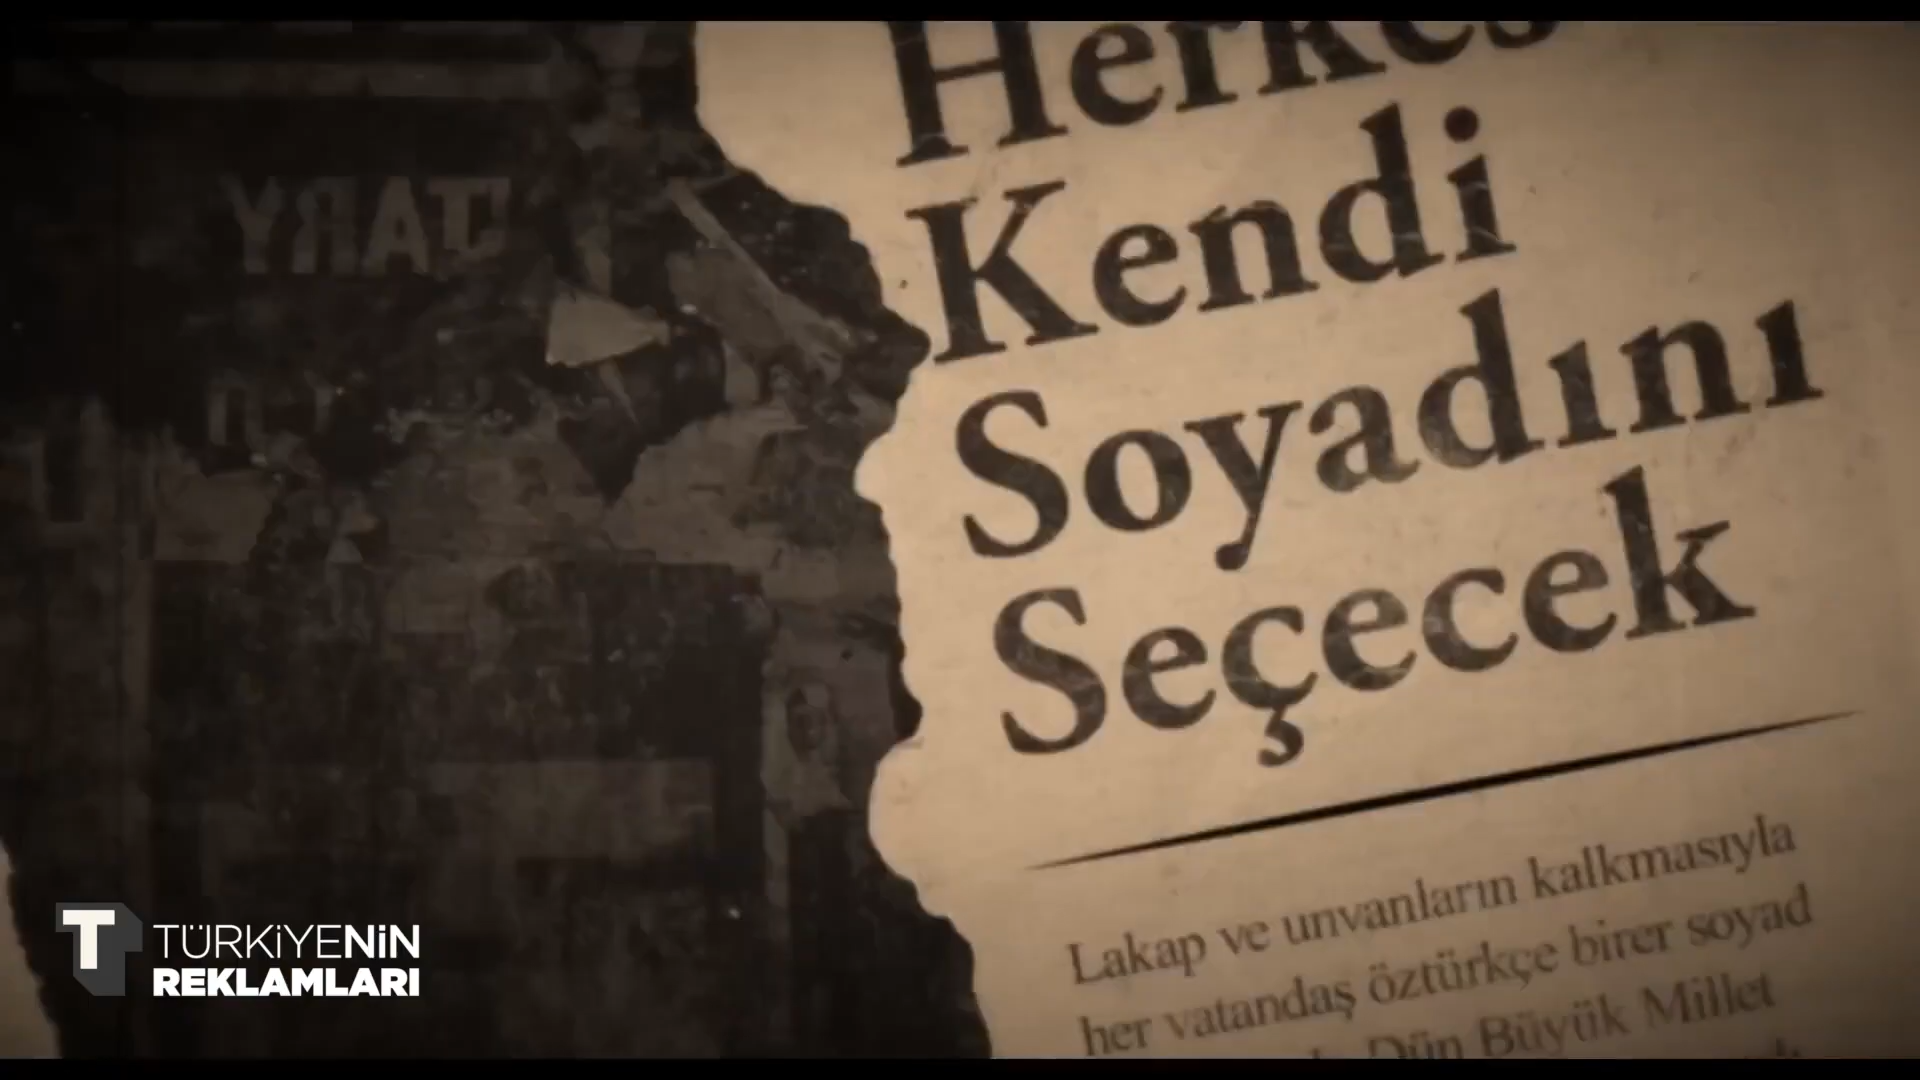 Herkes
Kendi
Soyadını
Seçecek
Lakap ve unvanların kalkmasıyla
her vatandaş öztürkçe birer soyad
Dün Büyük Millet
TÜRKİYENİN
REKLAMLARI